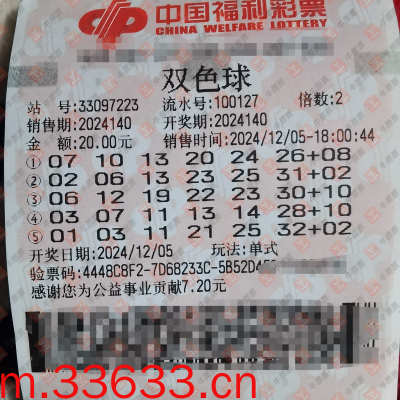 中国福利彩票
CHINA WELFARE LOTTERY
双色球
站 号:33097223 流水号:100127 倍数:2
销售期:2024140 开奖期:2024140
金 额:20.00元 销售时间:2024/12/05-18:00:44
① 07 10 13 20 24 26+08
② 02 06 13 23 25 31+02
③ 06 12 19 22 23 30+10
④ 03 07 11 13 14 28+10
⑤ 01 03 11 21 25 32+02
开奖日期:2024/12/05 玩法:单式
验票码:4448C8F2-7D68233C-5B52D4
感谢您为公益事业贡献7.20元
m.33633.cn